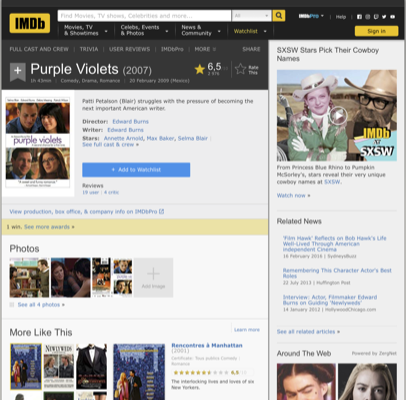 IMDb
Find Movies, TV shows, Celebrities and more...
All
IMDbPro
Help
Movies, TV
& Showtimes
Celebs, Events
& Photos
News &
Community
Watchlist
Sign in
FULL CAST AND CREW | TRIVIA | USER REVIEWS | IMDbPro | MORE
SHARE
Purple Violets (2007)
1h 43min | Comedy, Drama, Romance | 20 February 2009 (Mexico)
6,5
Rate
This
purple violets
Patti Petalson (Blair) struggles with the pressure of becoming the
next important American writer.
Director: Edward Burns
Writer: Edward Burns
Stars: Annette Arnold, Max Baker, Selma Blair |
See full cast & crew »
+ Add to Watchlist
Reviews
19 user | 4 critic
View production, box office, & company info on IMDbPro
1 win. See more awards »
Photos
Add Image
See all 4 photos »
More Like This
Learn more
NEWLYWEDS
Rencontres à Manhattan
(2001)
Certificate: Tous publics Comedy |
Romance
The interlocking lives and loves of six
New Yorkers.
SXSW Stars Pick Their Cowboy
Names
IMDb
AT
SXSW
From Princess Blue Rhino to Pumpkin
McSorley's, stars reveal their very unique
cowboy names at SXSW.
Watch now »
Related News
'Film Hawk' Reflects on Bob Hawk's Life
Well-Lived Through American
Independent Cinema
16 February 2016 | SydneysBuzz
Remembering This Character Actor's Best
Roles
22 July 2013 | Huffington Post
Interview: Actor, Filmmaker Edward
Burns on Getting Hitched
14 January 2012 | HollywoodChicago.com
See all related articles »
Around The Web
Powered by ZergNet